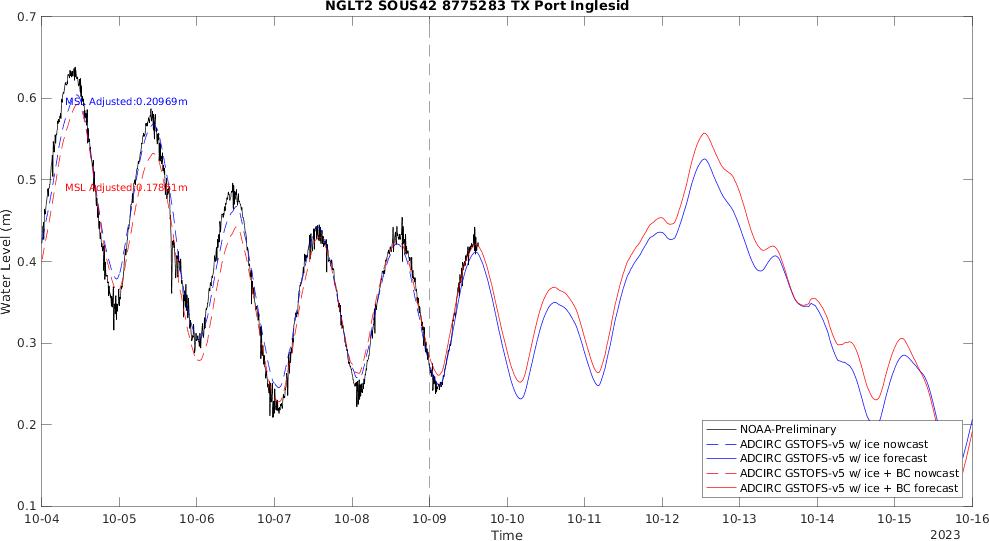 NGLT2 SOUS42 8775283 TX Port Inglesid
0.7
0.6
0.5
0.4
0.3
0.2
0.1
Water Level (m)
MSL Adjusted:0.20969m
NOAA-Preliminary
ADCIRC GSTOFS-v5 w/ ice nowcast
ADCIRC GSTOFS-v5 w/ ice forecast
ADCIRC GSTOFS-v5 w/ ice + BC nowcast
ADCIRC GSTOFS-v5 w/ ice + BC forecast
10-04 10-05 10-06 10-07 10-08 10-09 10-10 10-11 10-12 10-13 10-14 10-15 10-16
Time
2023